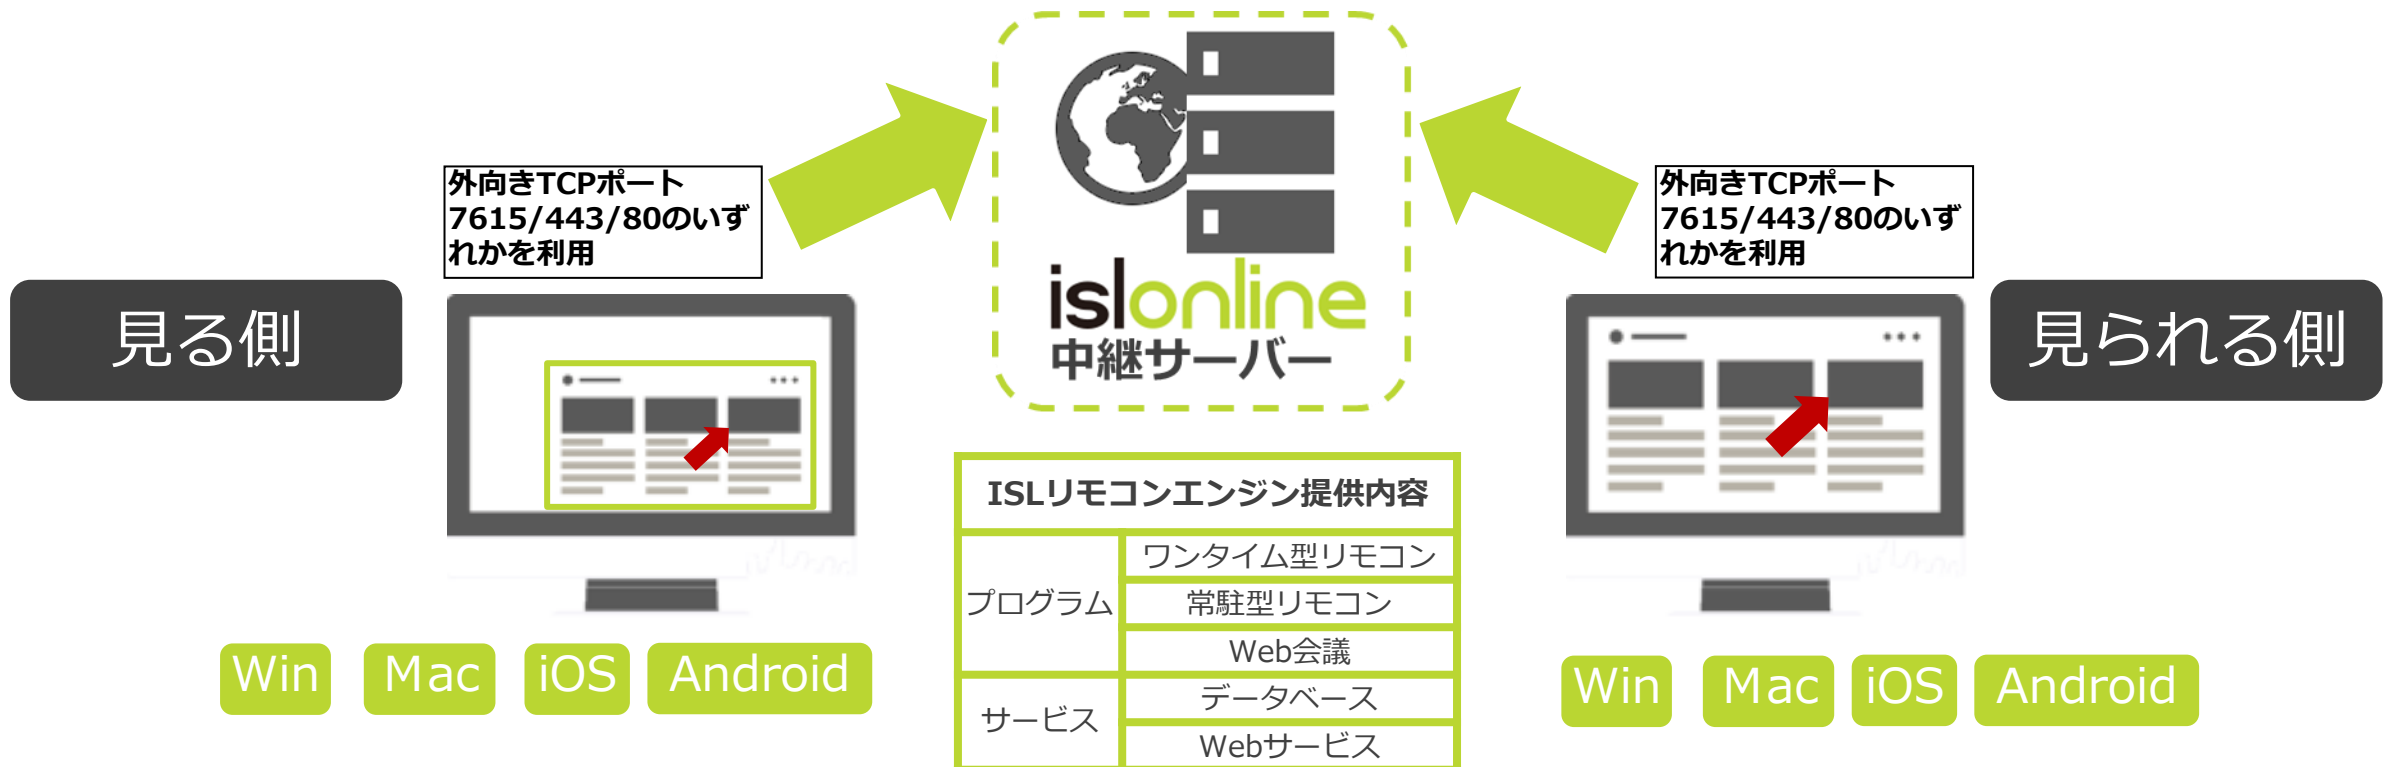 外向きTCPポート
7615/443/80のいず
れかを利用
見る側
Win
Mac
iOS
Android
islonline
中継サーバー
ISLリモコンエンジン提供内容
プログラム
ワンタイム型リモコン
常駐型リモコン
Web会議
サービス
データベース
Webサービス
外向きTCPポート
7615/443/80のいず
れかを利用
見られる側
Win
Mac
iOS
Android